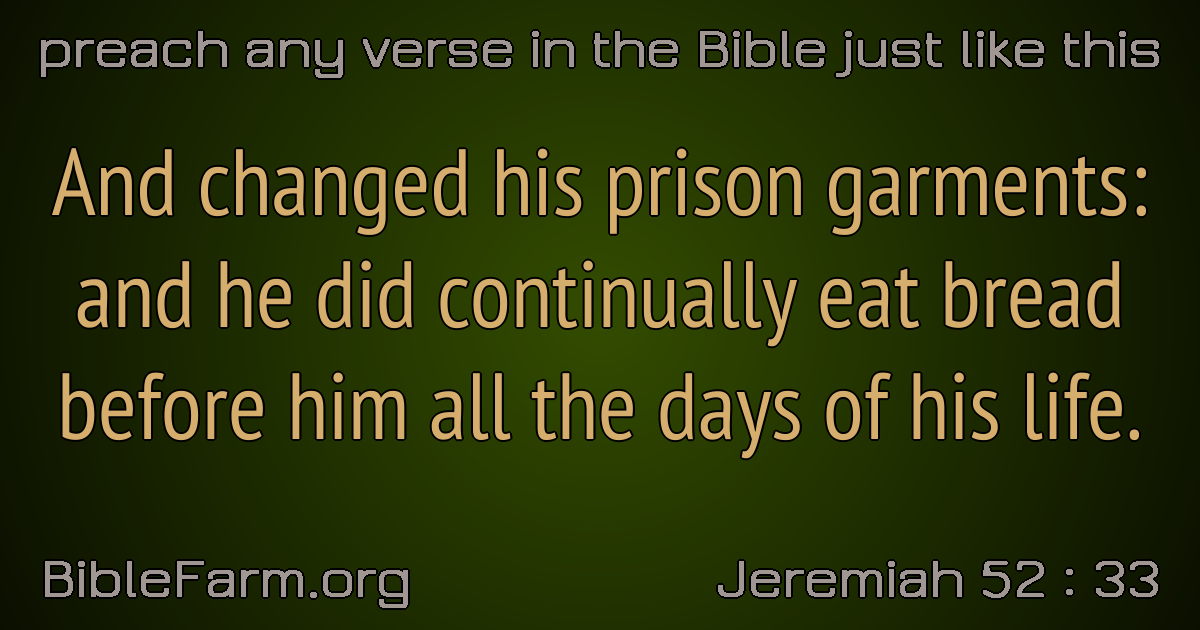 preach any verse in the Bible just like this
And changed his prison garments:
and he did continually eat bread
before him all the days of his life.
BibleFarm.org
Jeremiah 52 : 33